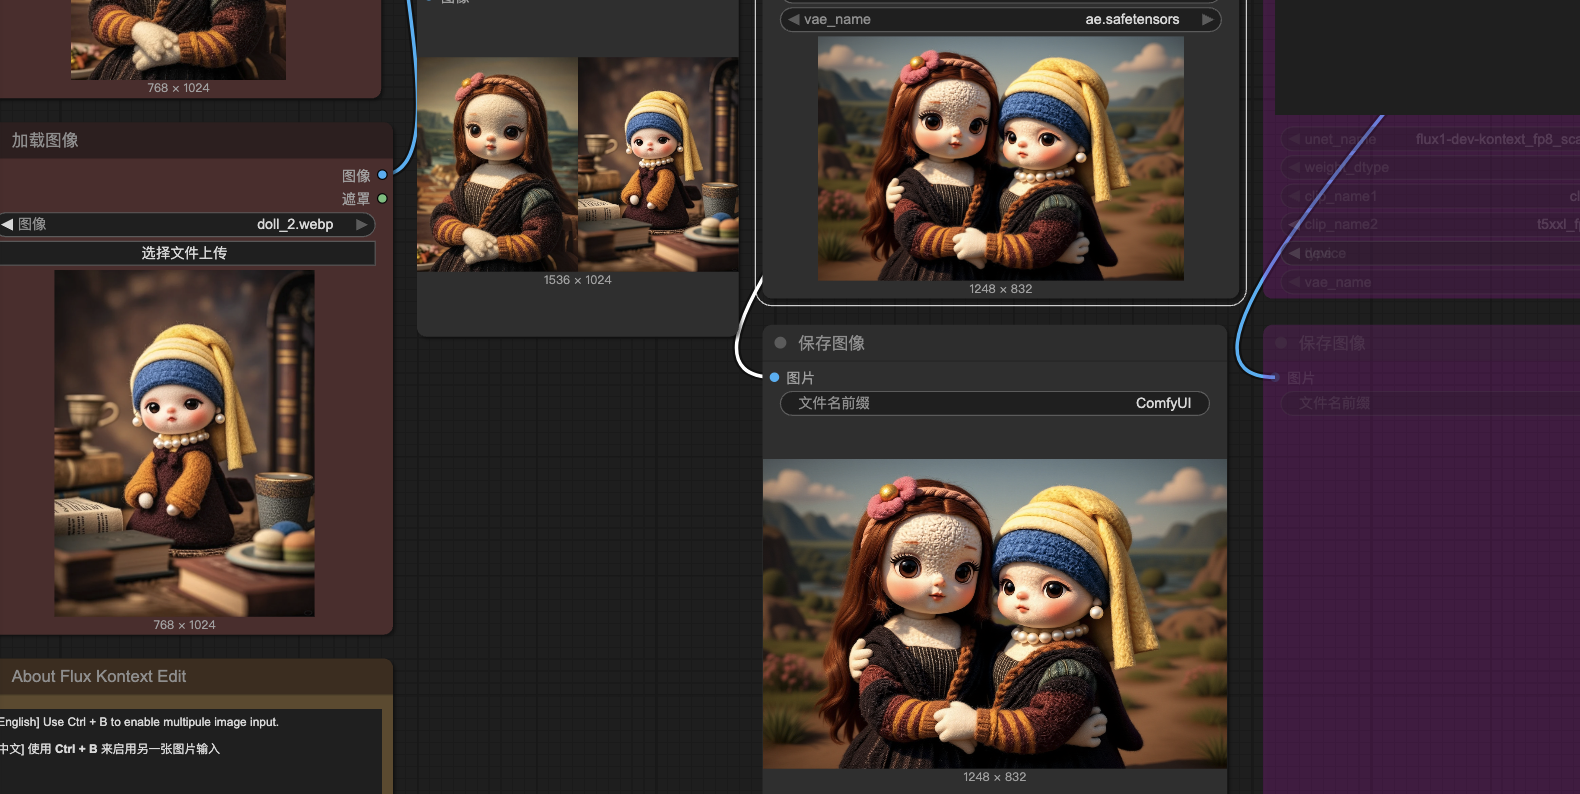 768 × 1024
加载图像
图像
遮罩
图像 doll_2.webp
选择文件上传
768 × 1024
About Flux Kontext Edit
English] Use Ctrl + B to enable multipule image input.
中文] 使用 Ctrl + B 来启用另一张图片输入
图像
1536 × 1024
vae_name ae.safetensors
1248 × 832
保存图像
图片
文件名前缀 ComfyUI
1248 × 832
unet_name flux1-dev-kontext_fp8_sca
weight_dtype
clip_name1 cl
clip_name2 t5xxl_f
vae_name
保存图像
图片
文件名前缀